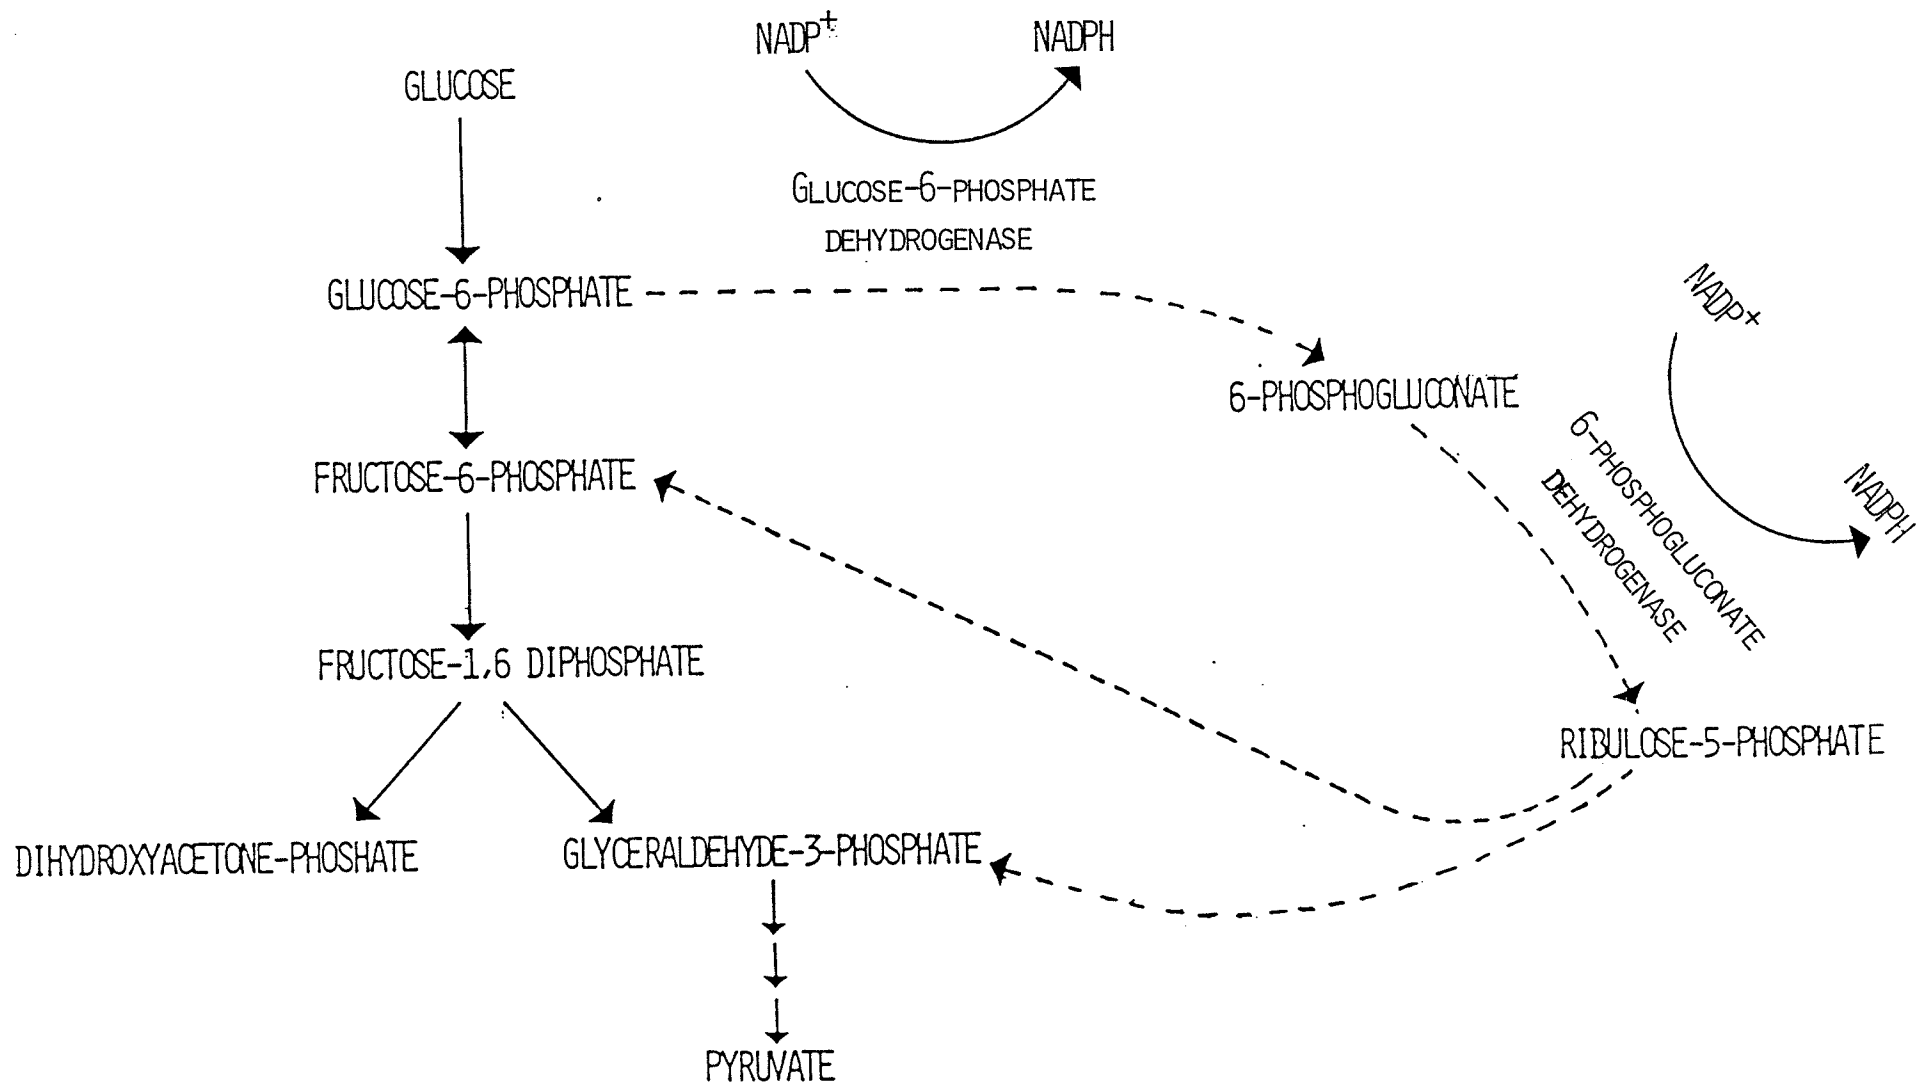 NADP+
NADPH
GLUCOSE
GLUCOSE-6-PHOSPHATE
DEHYDROGENASE
GLUCOSE-6-PHOSPHATE
NADP+
6-PHOSPHOGLUCONATE
6-PHOSPHOGLUCONATE
DEHYDROGENASE
NADPH
FRUCTOSE-6-PHOSPHATE
FRUCTOSE-1,6 DIPHOSPHATE
RIBULOSE-5-PHOSPHATE
DIHYDROXYACETONE-PHOSHATE
GLYCERALDEHYDE-3-PHOSPHATE
PYRUVATE